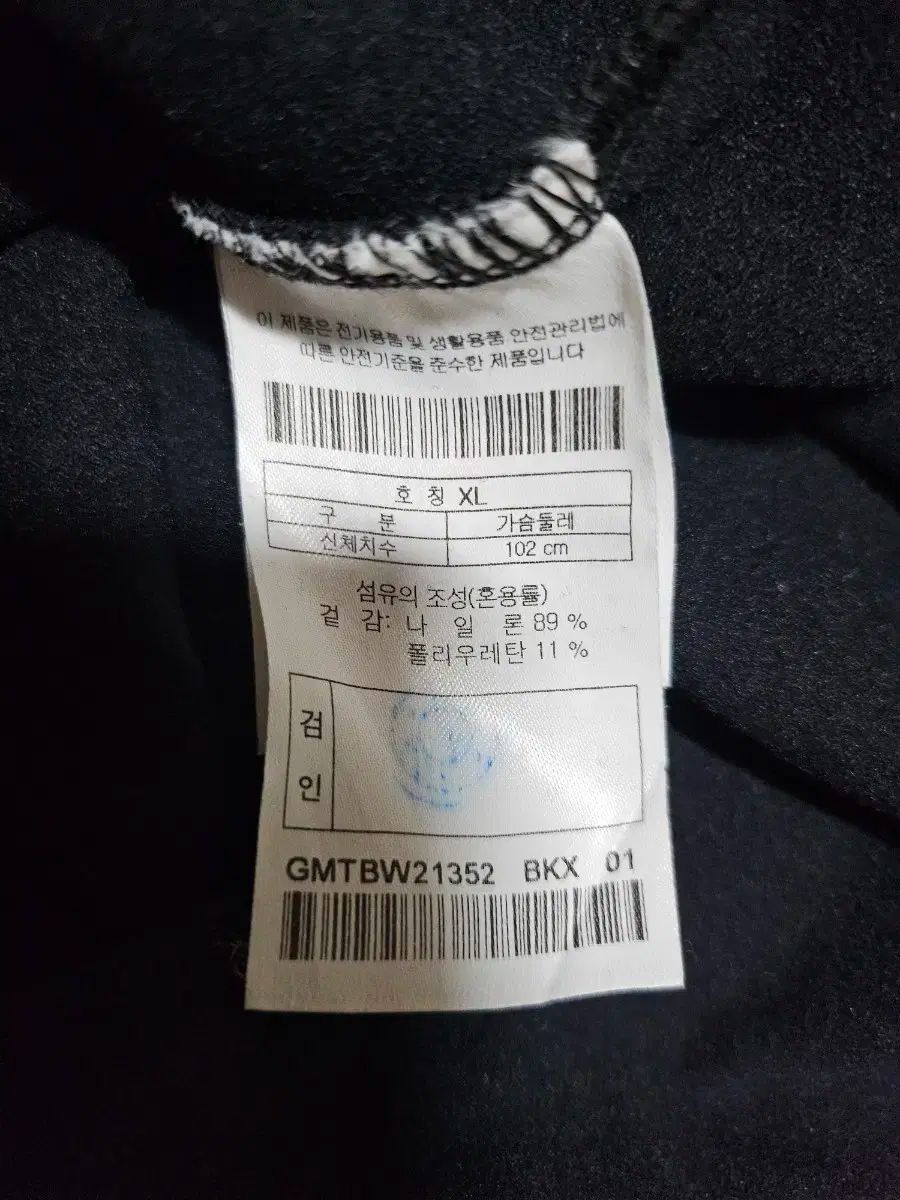 이 제품은 전기용품 및 생활용품 안전관리법에
따른 안전기준을 준수한 제품입니다
호 칭 XL
구 분 가슴둘레
신체치수 102 cm
섬유의 조성(혼용률)
겉 감: 나 일 론 89 %
폴리우레탄 11 %
검
인
GMTBW21352 BKX 01